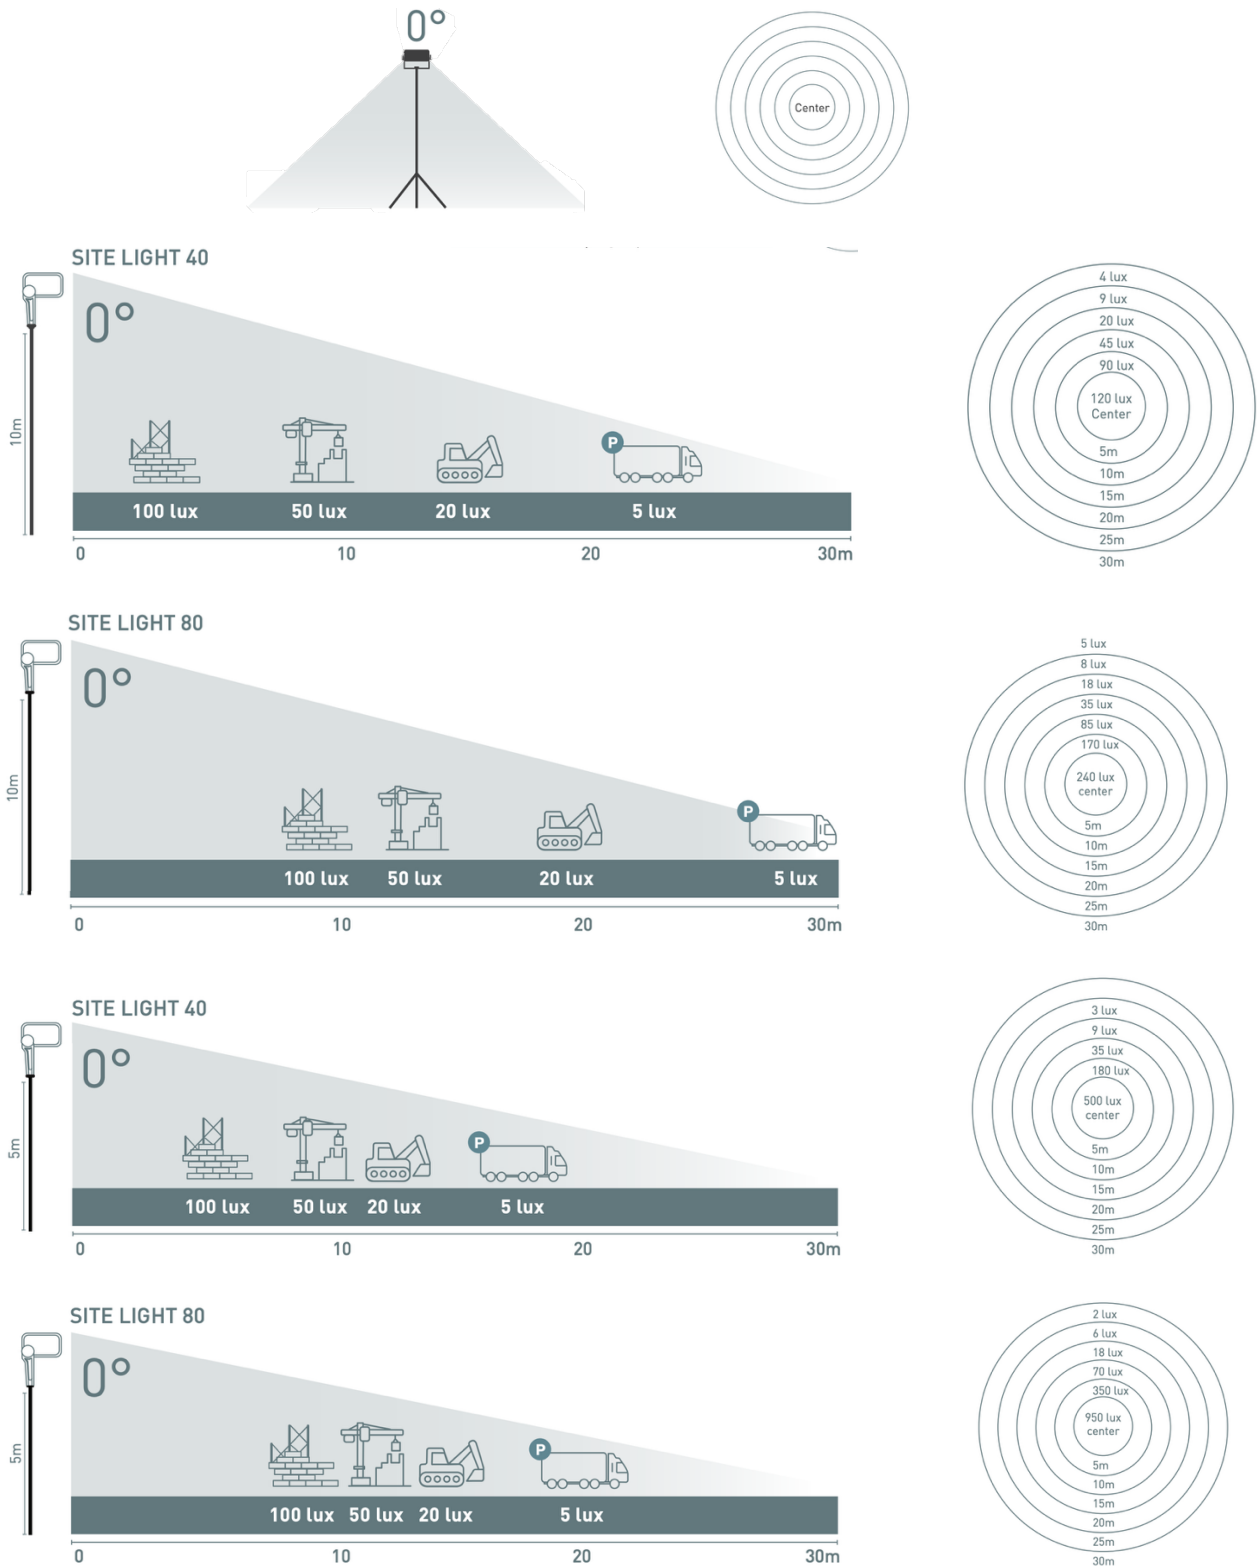 0°
Center
SITE LIGHT 40
0°
10m
P
100 lux 50 lux 20 lux 5 lux
0 10 20 30m
4 lux
9 lux
20 lux
45 lux
90 lux
120 lux
Center
5m
10m
15m
20m
25m
30m
SITE LIGHT 80
0°
10m
P
100 lux 50 lux 20 lux 5 lux
0 10 20 30m
5 lux
8 lux
18 lux
35 lux
85 lux
170 lux
240 lux
center
5m
10m
15m
20m
25m
30m
SITE LIGHT 40
0°
5m
P
100 lux 50 lux 20 lux 5 lux
0 10 20 30m
3 lux
9 lux
35 lux
180 lux
500 lux
center
5m
10m
15m
20m
25m
30m
SITE LIGHT 80
0°
5m
P
100 lux 50 lux 20 lux 5 lux
0 10 20 30m
2 lux
6 lux
18 lux
70 lux
350 lux
950 lux
center
5m
10m
15m
20m
25m
30m